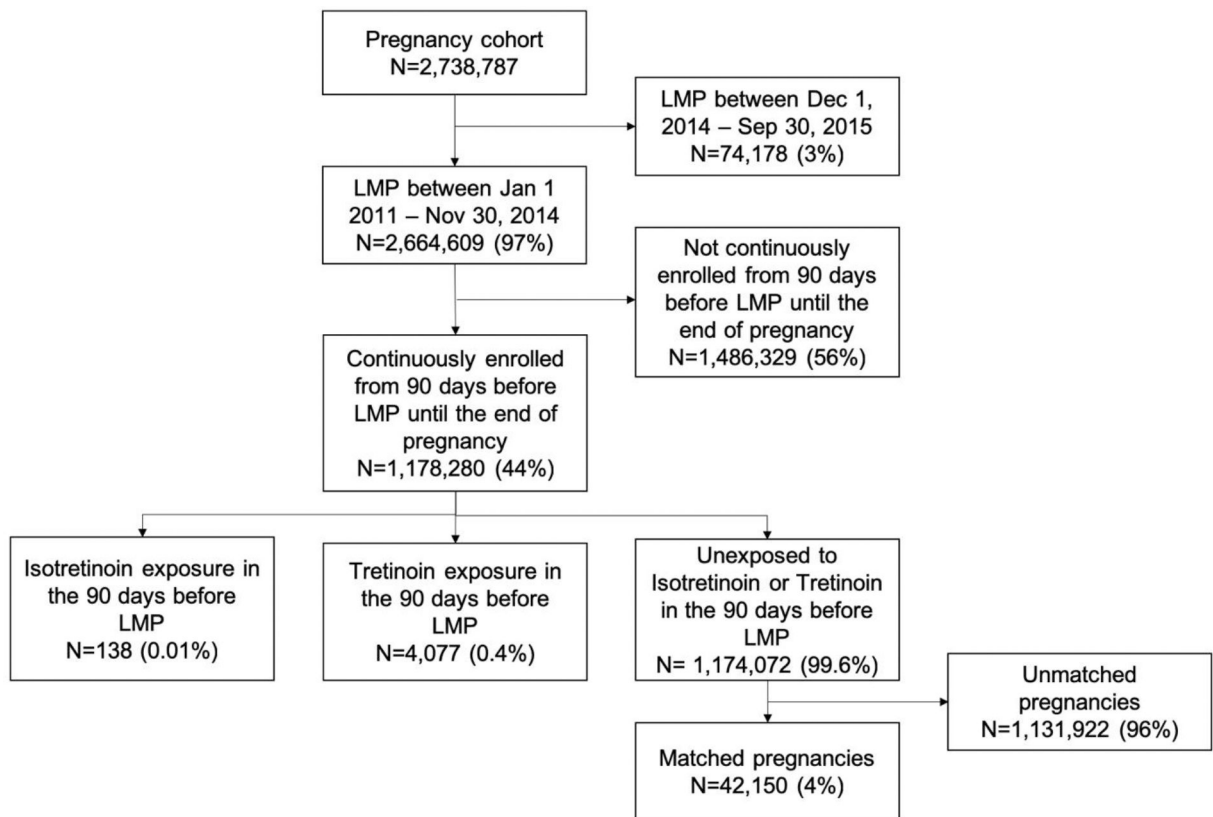 Pregnancy cohort
N=2,738,787
LMP between Dec 1,
2014 – Sep 30, 2015
N=74,178 (3%)
LMP between Jan 1
2011 – Nov 30, 2014
N=2,664,609 (97%)
Not continuously
enrolled from 90 days
before LMP until the
end of pregnancy
N=1,486,329 (56%)
Continuously enrolled
from 90 days before
LMP until the end of
pregnancy
N=1,178,280 (44%)
Isotretinoin exposure in
the 90 days before
LMP
N=138 (0.01%)
Tretinoin exposure in
the 90 days before
LMP
N=4,077 (0.4%)
Unexposed to
Isotretinoin or Tretinoin
in the 90 days before
LMP
N= 1,174,072 (99.6%)
Unmatched
pregnancies
N=1,131,922 (96%)
Matched pregnancies
N=42,150 (4%)